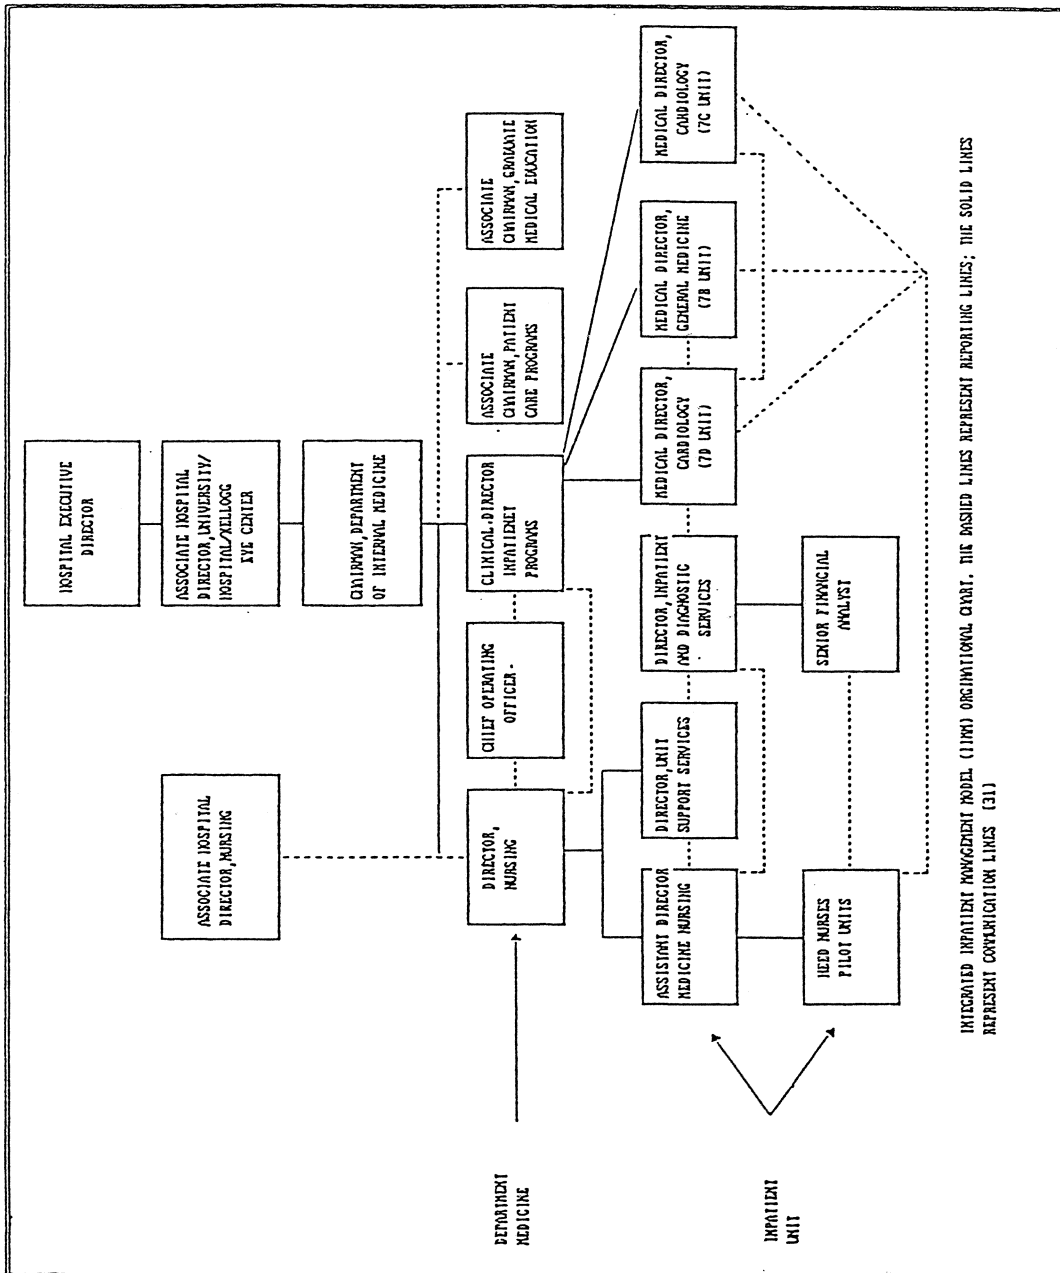 HOSPITAL EXECUTIVE
DIRECTOR
ASSOCIATE HOSPITAL
DIRECTOR,NURSING
ASSOCIATE HOSPITAL
DIRECTOR,UNIVERSITY/
HOSPITAL/KELLOGG
EYE CENTER
CHAIRMAN,DEPARTMENT
OF INTERNAL MEDICINE
DEPARTMENT
MEDICINE
DIRECTOR,
NURSING
CHIEF OPERATING
OFFICER-
CLINICAL-DIRECTOR
INPATIENET
PROGRAMS
ASSOCIATE
CHAIRMAN,PATIENT
CARE PROGRAMS
ASSOCIATE
CHAIRMAN,GRADUATE
MEDICAL EDUCATION
ASSISTANT DIRECTOR
MEDICINE NURSING
DIRECTOR,UNIT
SUPPORT SERVICES
DIRECTOR,INPATIENT
AND DIAGNOSTIC
SERVICES
MEDICAL DIRECTOR,
CARDIOLOGY
(7D UNIT)
MEDICAL DIRECTOR,
GENERAL MEDICINE
(7B UNIT)
MEDICAL DIRECTOR,
CARDIOLOGY
(7C UNIT)
INPATIENT
UNIT
HEED NURSES
PILOT UNITS
SENIOR FINANCIAL
ANALYST
INTEGRATED INPATIENT MANAGEMENT MODEL (IIMM) ORGINATIONAL CHART. THE DASHED LINES REPRESENT REPORTING LINES; THE SOLID LINES
REPRESENT COMMUNICATION LINES (31)